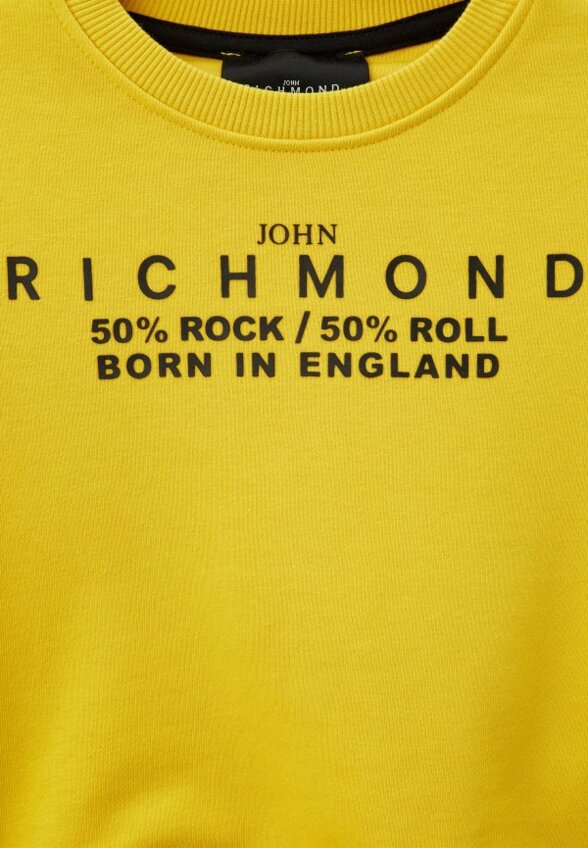 JOHN
RICHMOND
JOHN
RICHMOND
50% ROCK / 50% ROLL
BORN IN ENGLAND